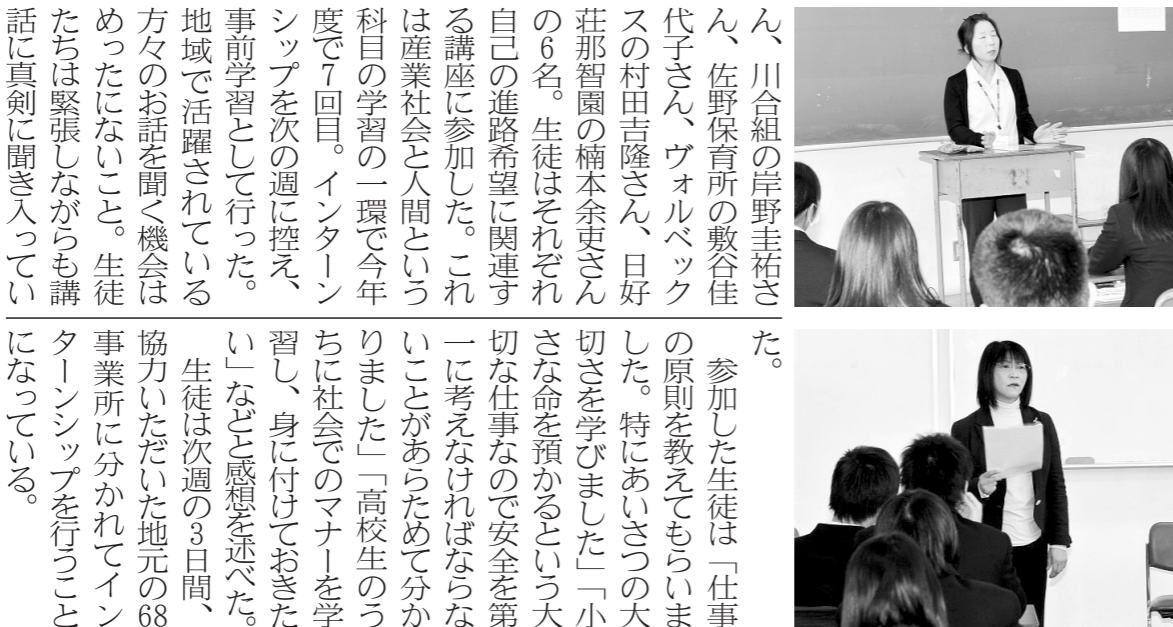 ん、川合組の岸野圭祐さ
ん、佐野保育所の敷谷佳
代子さん、ヴォルベック
スの村田吉隆さん、日好
荘那智園の楠本余吏さん
の6名。生徒はそれぞれ
自己の進路希望に関連す
る講座に参加した。これ
は産業社会と人間という
科目の学習の一環で今年
度で7回目。インターン
シップを次の週に控え、
事前学習として行った。
地域で活躍されている
方々のお話を聞く機会は
めったにないこと。生徒
たちは緊張しながらも講
話に真剣に聞き入ってい
た。
参加した生徒は「仕事
の原則を教えてもらいま
した。特にあいさつの大
切さを学びました」「小
さな命を預かるという大
切な仕事なので安全を第
一に考えなければならな
いことがあらためて分か
りました」「高校生のう
ちに社会でのマナーを学
習し、身に付けておきた
い」などと感想を述べた。
生徒は次週の3日間、
協力いただいた地元の68
事業所に分かれてイン
ターンシップを行うこと
になっている。